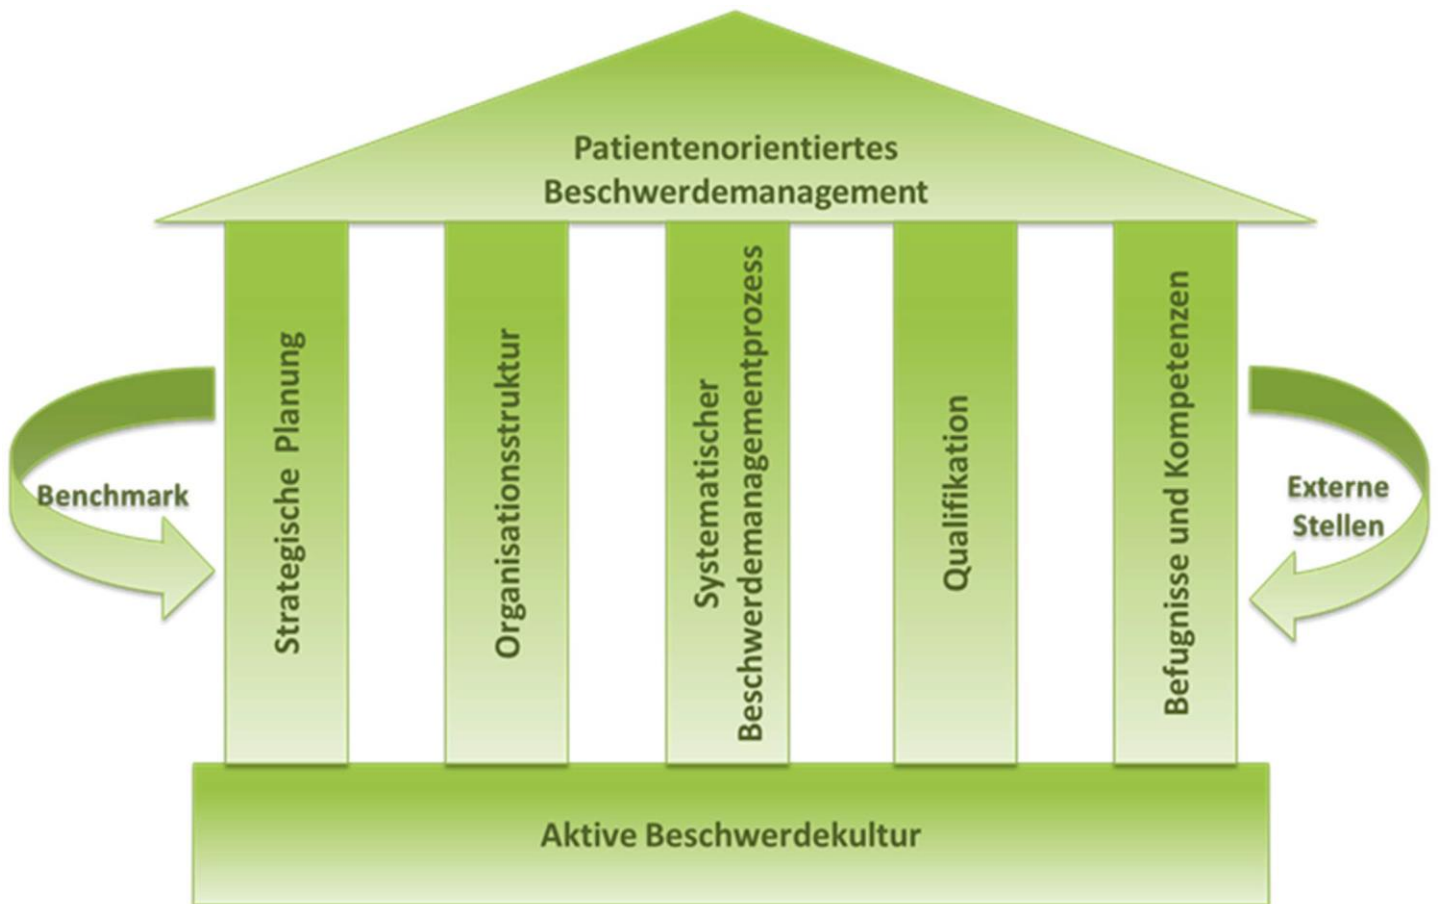 Patientenorientiertes
Beschwerdemanagement
Benchmark
Strategische Planung
Organisationsstruktur
Systematischer
Beschwerdemanagementprozess
Qualifikation
Befugnisse und Kompetenzen
Externe
Stellen
Aktive Beschwerdekultur